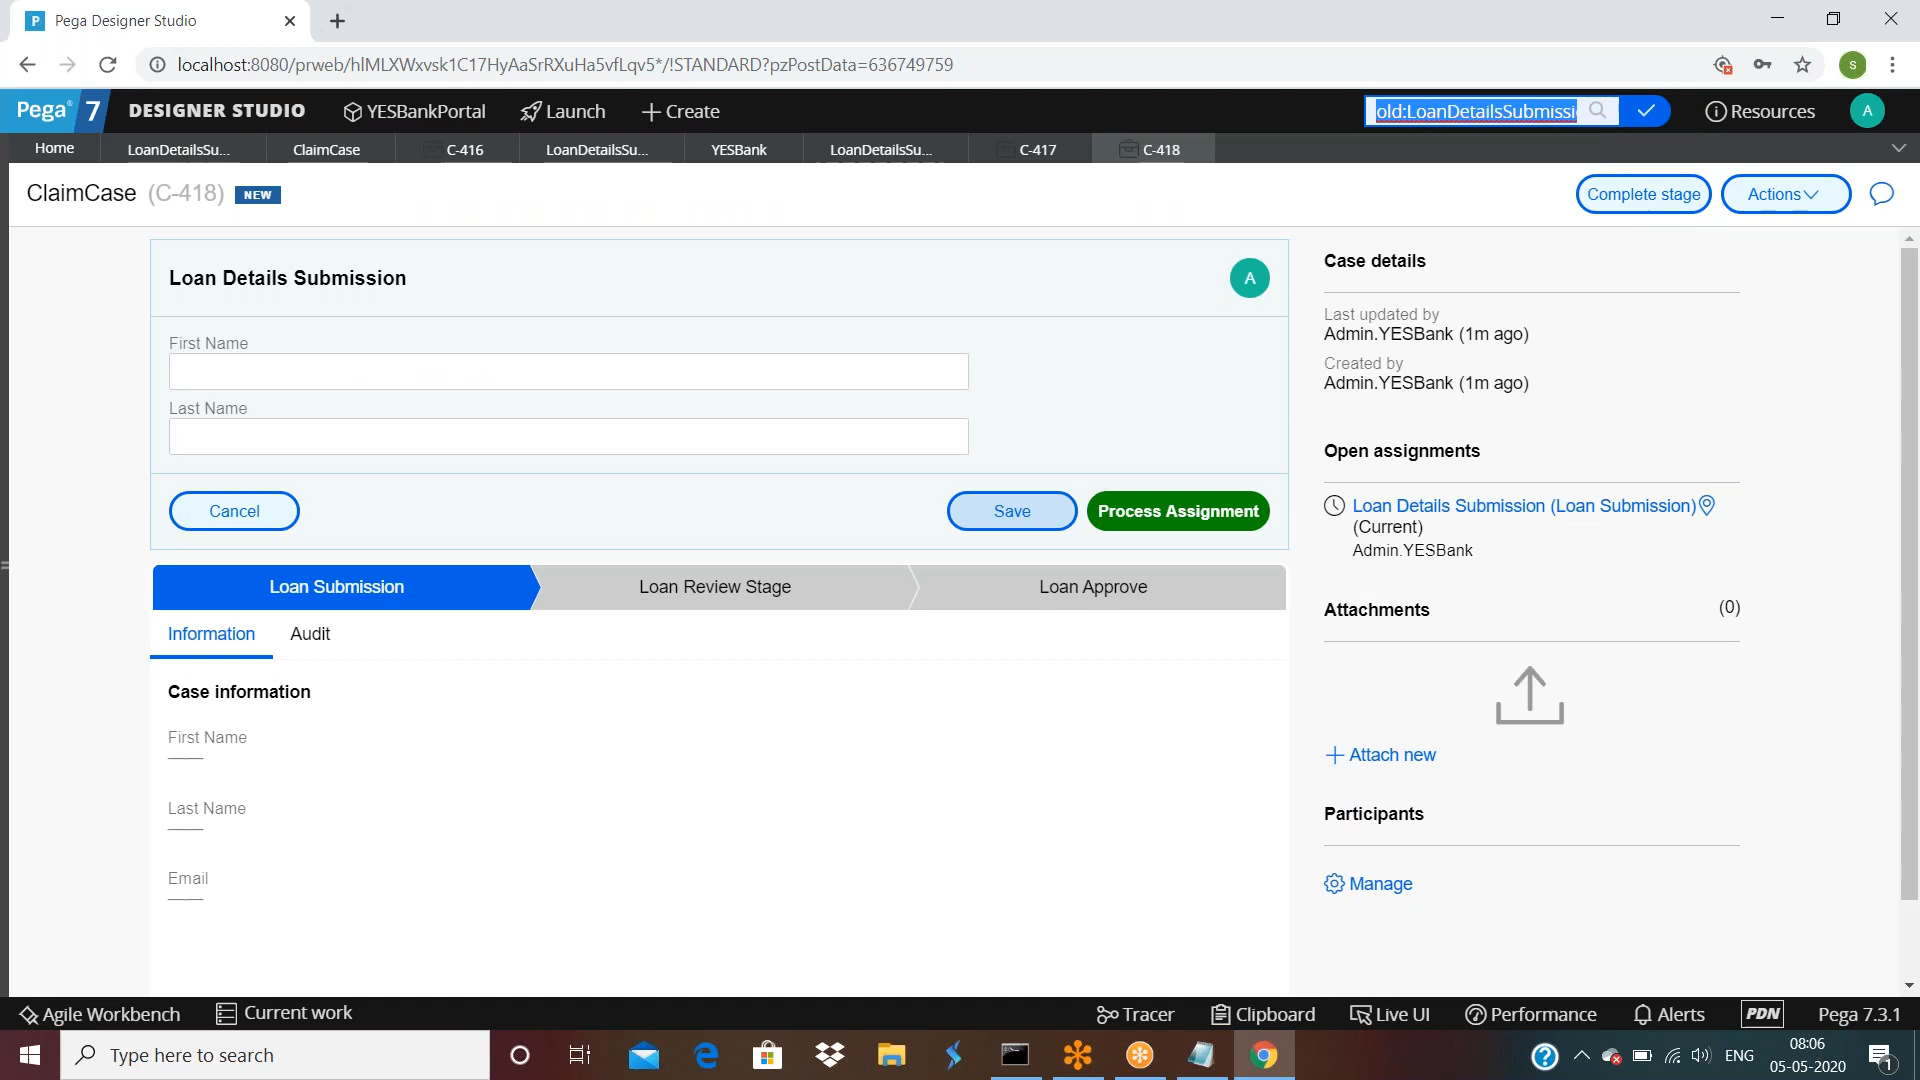 P Pega Designer Studio
localhost:8080/prweb/hIMLXWxvsk1C17HyAaSrRXuHa5vfLqv5*/!STANDARD?pzPostData=636749759
S
Pega 7 DESIGNER STUDIO YESBankPortal Launch Create old:LoanDetailsSubmissi Resources A
Home LoanDetailsSu... ClaimCase C-416 LoanDetailsSu... YESBank LoanDetailsSu... C-417 C-418
ClaimCase (C-418) NEW Complete stage Actions
Loan Details Submission A
First Name
Last Name
Cancel Save Process Assignment
Loan Submission Loan Review Stage Loan Approve
Information Audit
Case information
First Name
Last Name
Email
Case details
Last updated by
Admin.YESBank (1m ago)
Created by
Admin.YESBank (1m ago)
Open assignments
Loan Details Submission (Loan Submission)
(Current)
Admin.YESBank
Attachments (0)
Attach new
Participants
Manage
Agile Workbench Current work Tracer Clipboard Live UI Performance Alerts PDN Pega 7.3.1
Type here to search ENG 08:06
05-05-2020 1